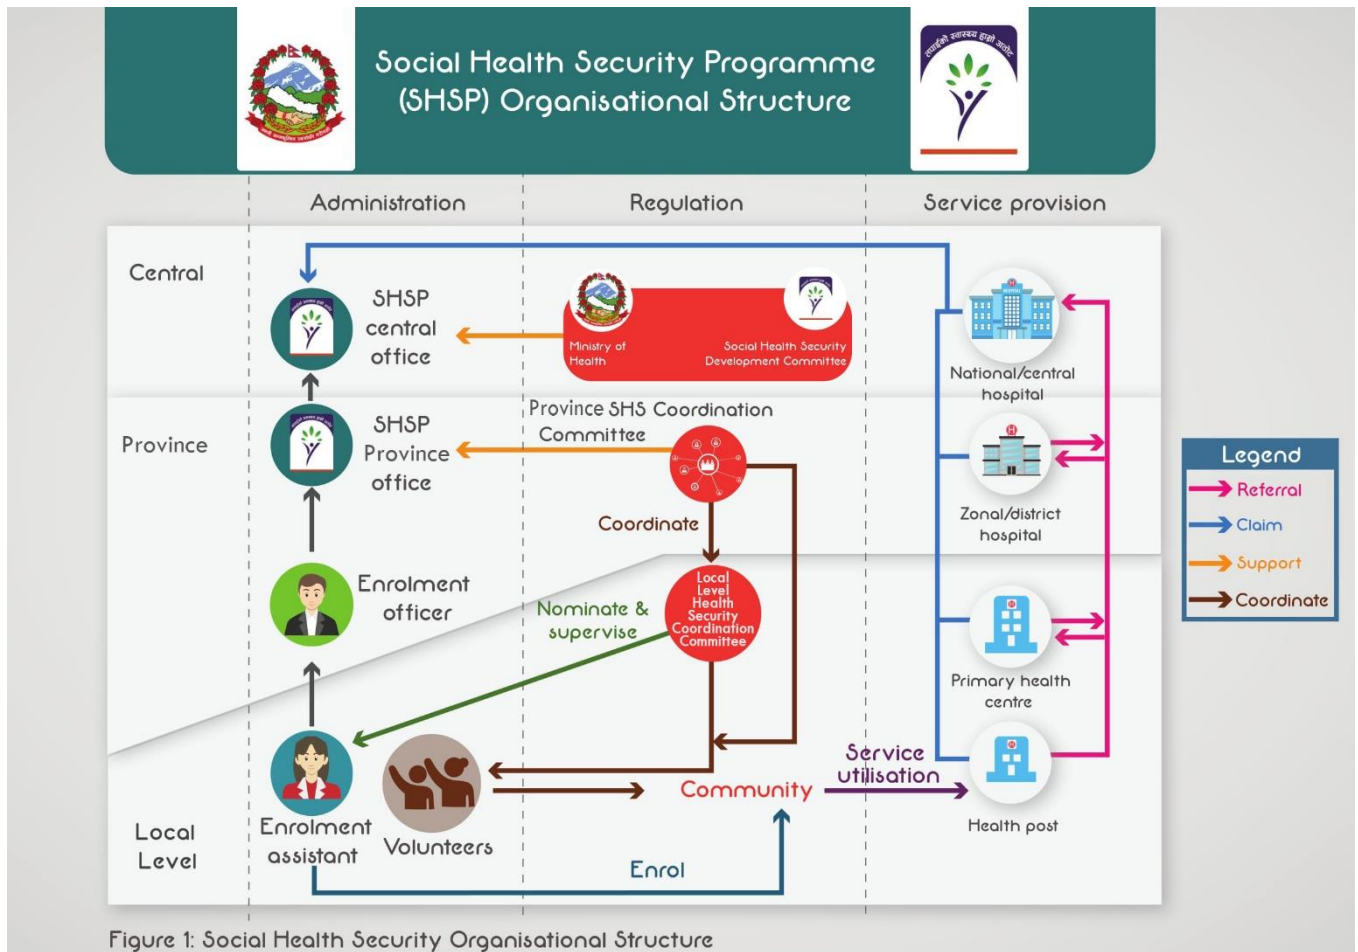 Social Health Security Programme
(SHSP) Organisational Structure
तपाईको स्वास्थ्य हाम्रो
Administration
Regulation
Service provision
Central
SHSP
central
office
Ministry of
Health
Social Health Security
Development Committee
HOSPITAL
H
National/central
hospital
Province
SHSP
Province
office
Province SHS Coordination
Committee
H
Zonal/district
hospital
Coordinate
Legend
Referral
Claim
Support
Coordinate
Enrolment
officer
Nominate &
supervise
Local
Level
Health
Security
Coordination
Committee
H
Primary health
centre
Local
Level
Enrolment
assistant
Volunteers
Community
Service
utilisation
H
Health post
Enrol
Figure 1: Social Health Security Organisational Structure